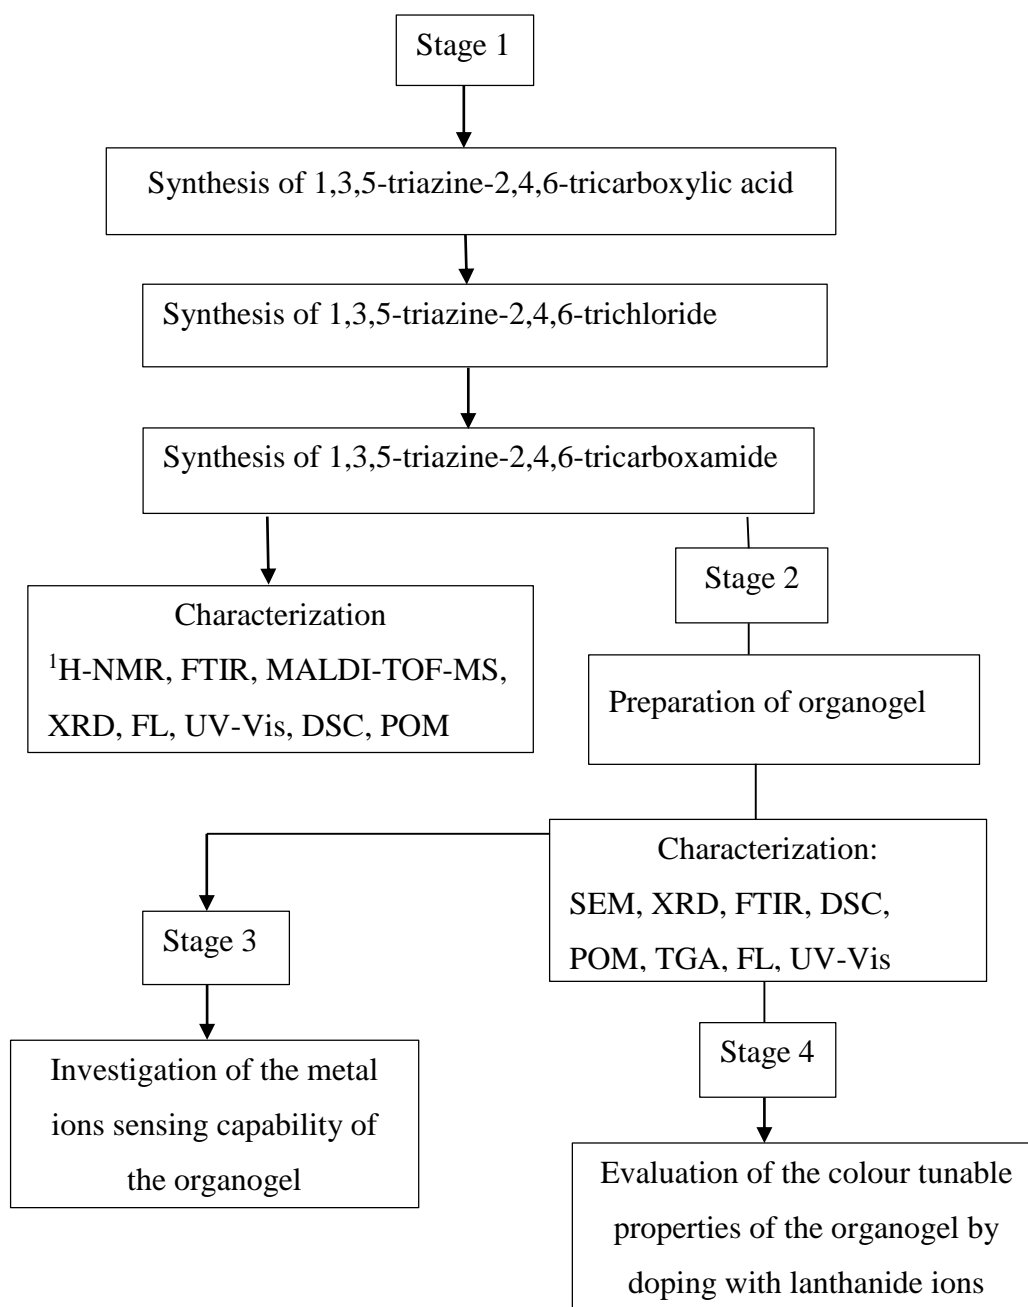 Stage 1
Synthesis of 1,3,5-triazine-2,4,6-tricarboxylic acid
Synthesis of 1,3,5-triazine-2,4,6-trichloride
Synthesis of 1,3,5-triazine-2,4,6-tricarboxamide
Characterization
¹H-NMR, FTIR, MALDI-TOF-MS,
XRD, FL, UV-Vis, DSC, POM
Stage 2
Preparation of organogel
Characterization:
SEM, XRD, FTIR, DSC,
POM, TGA, FL, UV-Vis
Stage 3
Investigation of the metal
ions sensing capability of
the organogel
Stage 4
Evaluation of the colour tunable
properties of the organogel by
doping with lanthanide ions